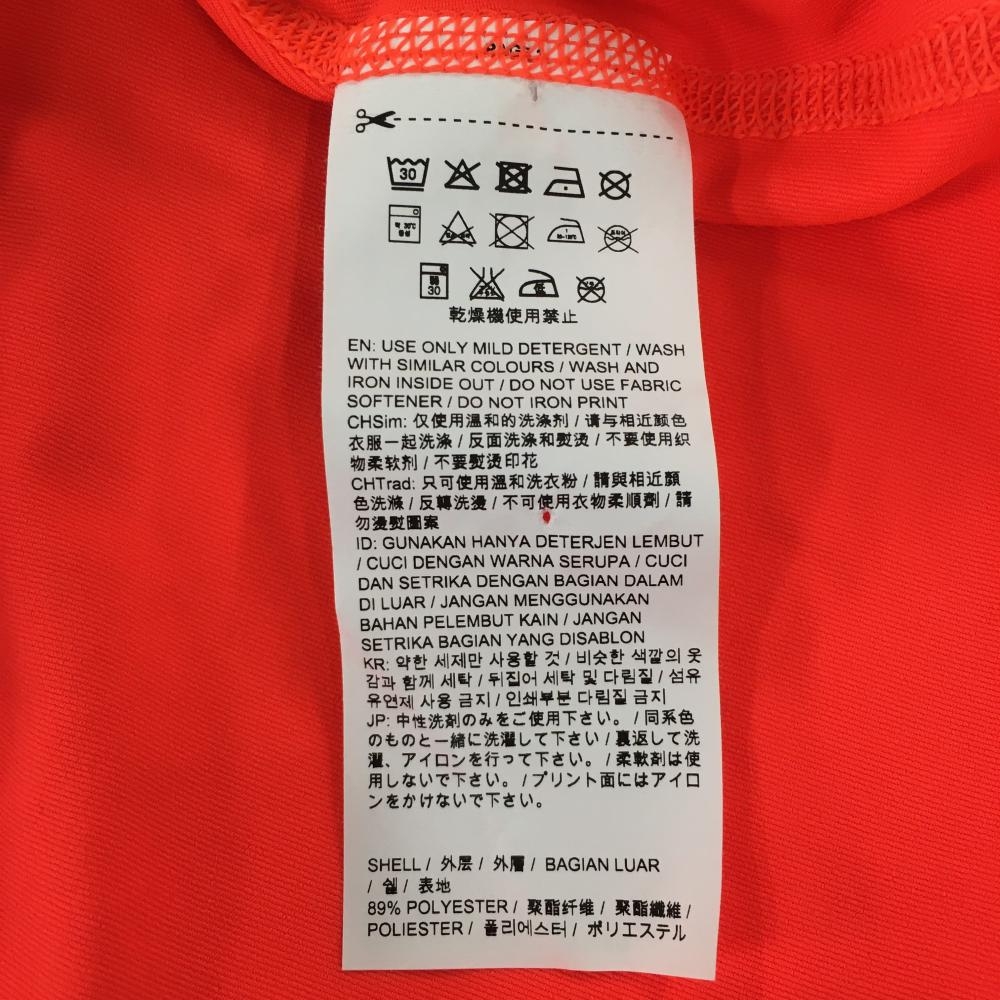 30
30
低
乾燥機使用禁止
EN: USE ONLY MILD DETERGENT / WASH
WITH SIMILAR COLOURS / WASH AND
IRON INSIDE OUT / DO NOT USE FABRIC
SOFTENER / DO NOT IRON PRINT
CHSim: 仅使用温和的洗涤剂 / 请与相近颜色
衣服一起洗涤 / 反面洗涤和熨烫 / 不要使用织
物柔软剂 / 不要熨烫印花
CHTrad: 只可使用溫和洗衣粉 / 請與相近顏
色洗滌 / 反轉洗燙 / 不可使用衣物柔順劑 / 請
勿燙熨圖案
ID: GUNAKAN HANYA DETERJEN LEMBUT
/ CUCI DENGAN WARNA SERUPA / CUCI
DAN SETRIKA DENGAN BAGIAN DALAM
DI LUAR / JANGAN MENGGUNAKAN
BAHAN PELEMBUT KAIN / JANGAN
SETRIKA BAGIAN YANG DISABLON
KR: 약한 세제만 사용할 것 / 비슷한 색깔의 옷
감과 함께 세탁 / 뒤집어 세탁 및 다림질 / 섬유
유연제 사용 금지 / 인쇄부분 다림질 금지
JP: 中性洗剤のみをご使用下さい。 / 同系色
のものと一緒に洗濯して下さい / 裏返して洗
濯、アイロンを行って下さい。 / 柔軟剤は使
用しないで下さい。 / プリント面にはアイロ
ンをかけないで下さい。
SHELL / 外层 / 外層 / BAGIAN LUAR
/ 쉘 / 表地
89% POLYESTER / 聚酯纤维 / 聚酯纖維 /
POLIESTER / 폴리에스터 / ポリエステル